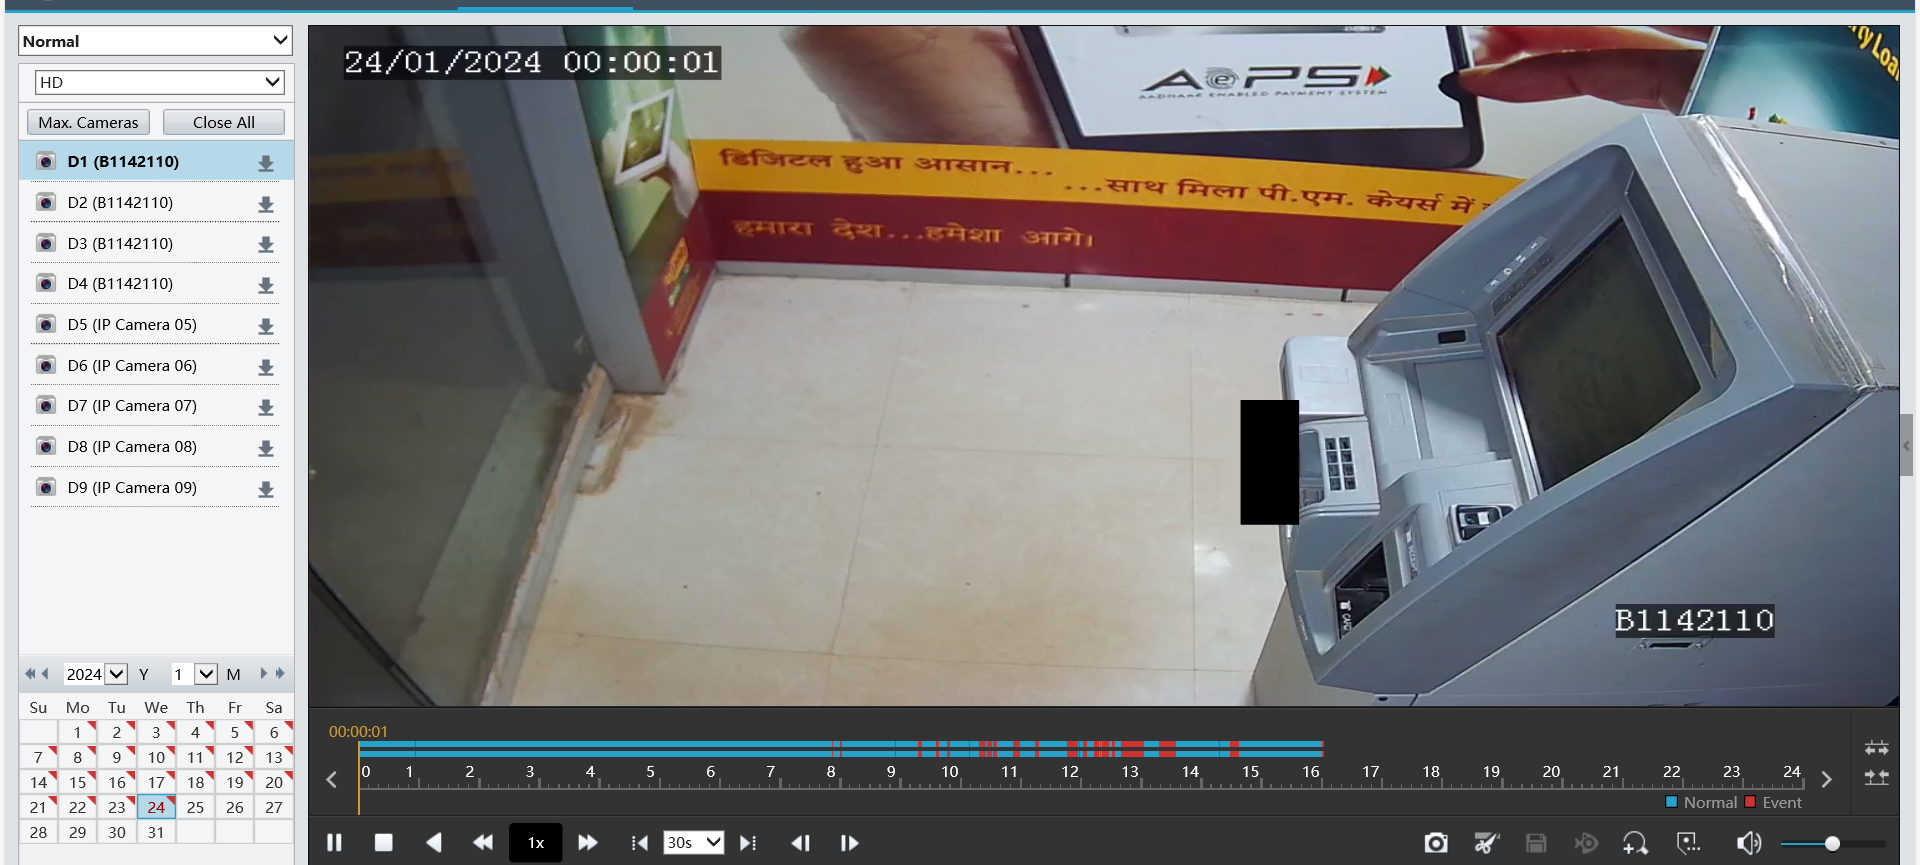 Normal
HD
Max. Cameras Close All
D1 (B1142110)
D2 (B1142110)
D3 (B1142110)
D4 (B1142110)
D5 (IP Camera 05)
D6 (IP Camera 06)
D7 (IP Camera 07)
D8 (IP Camera 08)
D9 (IP Camera 09)
2024 Y 1 M
Su Mo Tu We Th Fr Sa
1 2 3 4 5 6
7 8 9 10 11 12 13
14 15 16 17 18 19 20
21 22 23 24 25 26 27
28 29 30 31
24/01/2024 00:00:01
AePS
AADHAAR ENABLED PAYMENT SYSTEM
डिजिटल हुआ आसान...
...साथ मिला पी.एम. केयर्स में
हमारा देश...हमेशा आगे।
B1142110
00:00:01
0 1 2 3 4 5 6 7 8 9 10 11 12 13 14 15 16 17 18 19 20 21 22 23 24
Normal Event
1x 30s